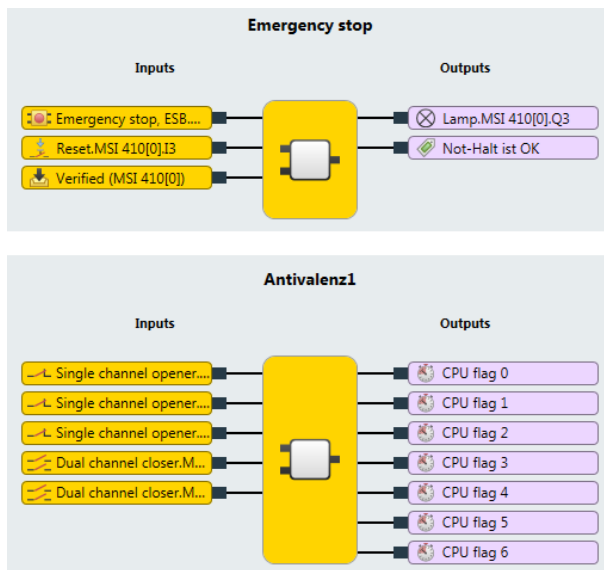 Emergency stop
Inputs
Outputs
Emergency stop, ESB....
Lamp.MSI 410[0].Q3
Reset.MSI 410[0].I3
Not-Halt ist OK
Verified (MSI 410[0])
Antivalenz1
Inputs
Outputs
Single channel opener....
CPU flag 0
Single channel opener....
CPU flag 1
Single channel opener....
CPU flag 2
Dual channel closer.M...
CPU flag 3
Dual channel closer.M...
CPU flag 4
CPU flag 5
CPU flag 6